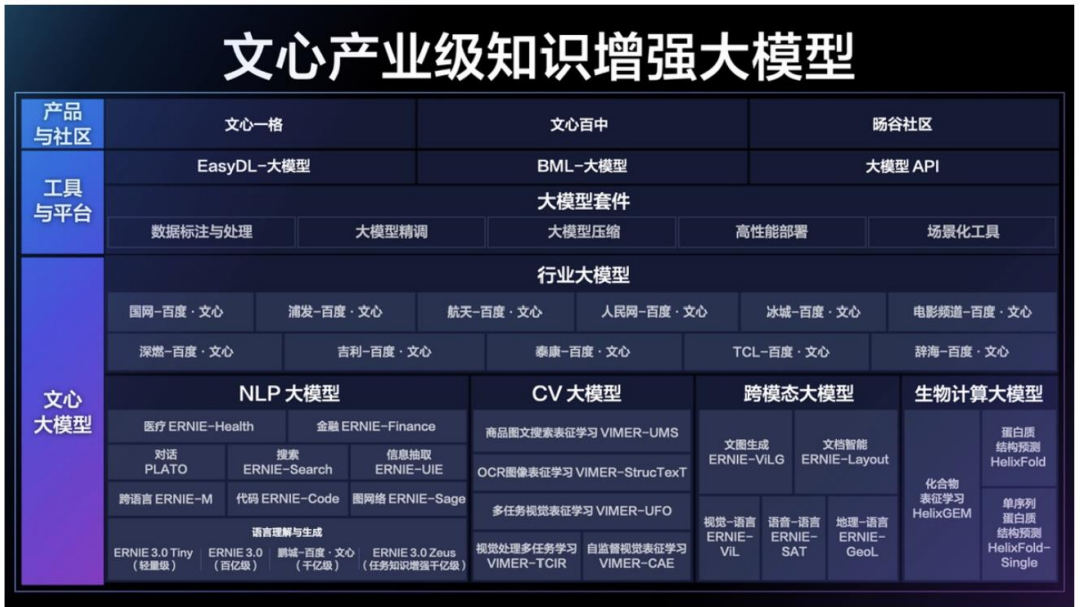 文心产业级知识增强大模型
产品
与社区
文心一格
文心百中
旸谷社区
工具
与平台
EasyDL-大模型
BML-大模型
大模型 API
大模型套件
数据标注与处理
大模型精调
大模型压缩
高性能部署
场景化工具
文心
大模型
行业大模型
国网-百度·文心
浦发-百度·文心
航天-百度·文心
人民网-百度·文心
冰城-百度·文心
电影频道-百度·文心
深燃-百度·文心
吉利-百度·文心
泰康-百度·文心
TCL-百度·文心
辞海-百度·文心
NLP 大模型
医疗 ERNIE-Health
金融 ERNIE-Finance
对话
PLATO
搜索
ERNIE-Search
信息抽取
ERNIE-UIE
跨语言 ERNIE-M
代码 ERNIE-Code
图网络 ERNIE-Sage
语言理解与生成
ERNIE 3.0 Tiny
（轻量级）
ERNIE 3.0
（百亿级）
鹏城-百度·文心
（千亿级）
ERNIE 3.0 Zeus
（任务知识增强千亿级）
CV 大模型
商品图文搜索表征学习 VIMER-UMS
OCR图像表征学习 VIMER-StrucTexT
多任务视觉表征学习 VIMER-UFO
视觉处理多任务学习
VIMER-TCIR
自监督视觉表征学习
VIMER-CAE
跨模态大模型
文图生成
ERNIE-ViLG
文档智能
ERNIE-Layout
视觉-语言
ERNIE-
ViL
语音-语言
ERNIE-
SAT
地理-语言
ERNIE-
GeoL
生物计算大模型
化合物
表征学习
HelixGEM
蛋白质
结构预测
HelixFold
单序列
蛋白质
结构预测
HelixFold-
Single